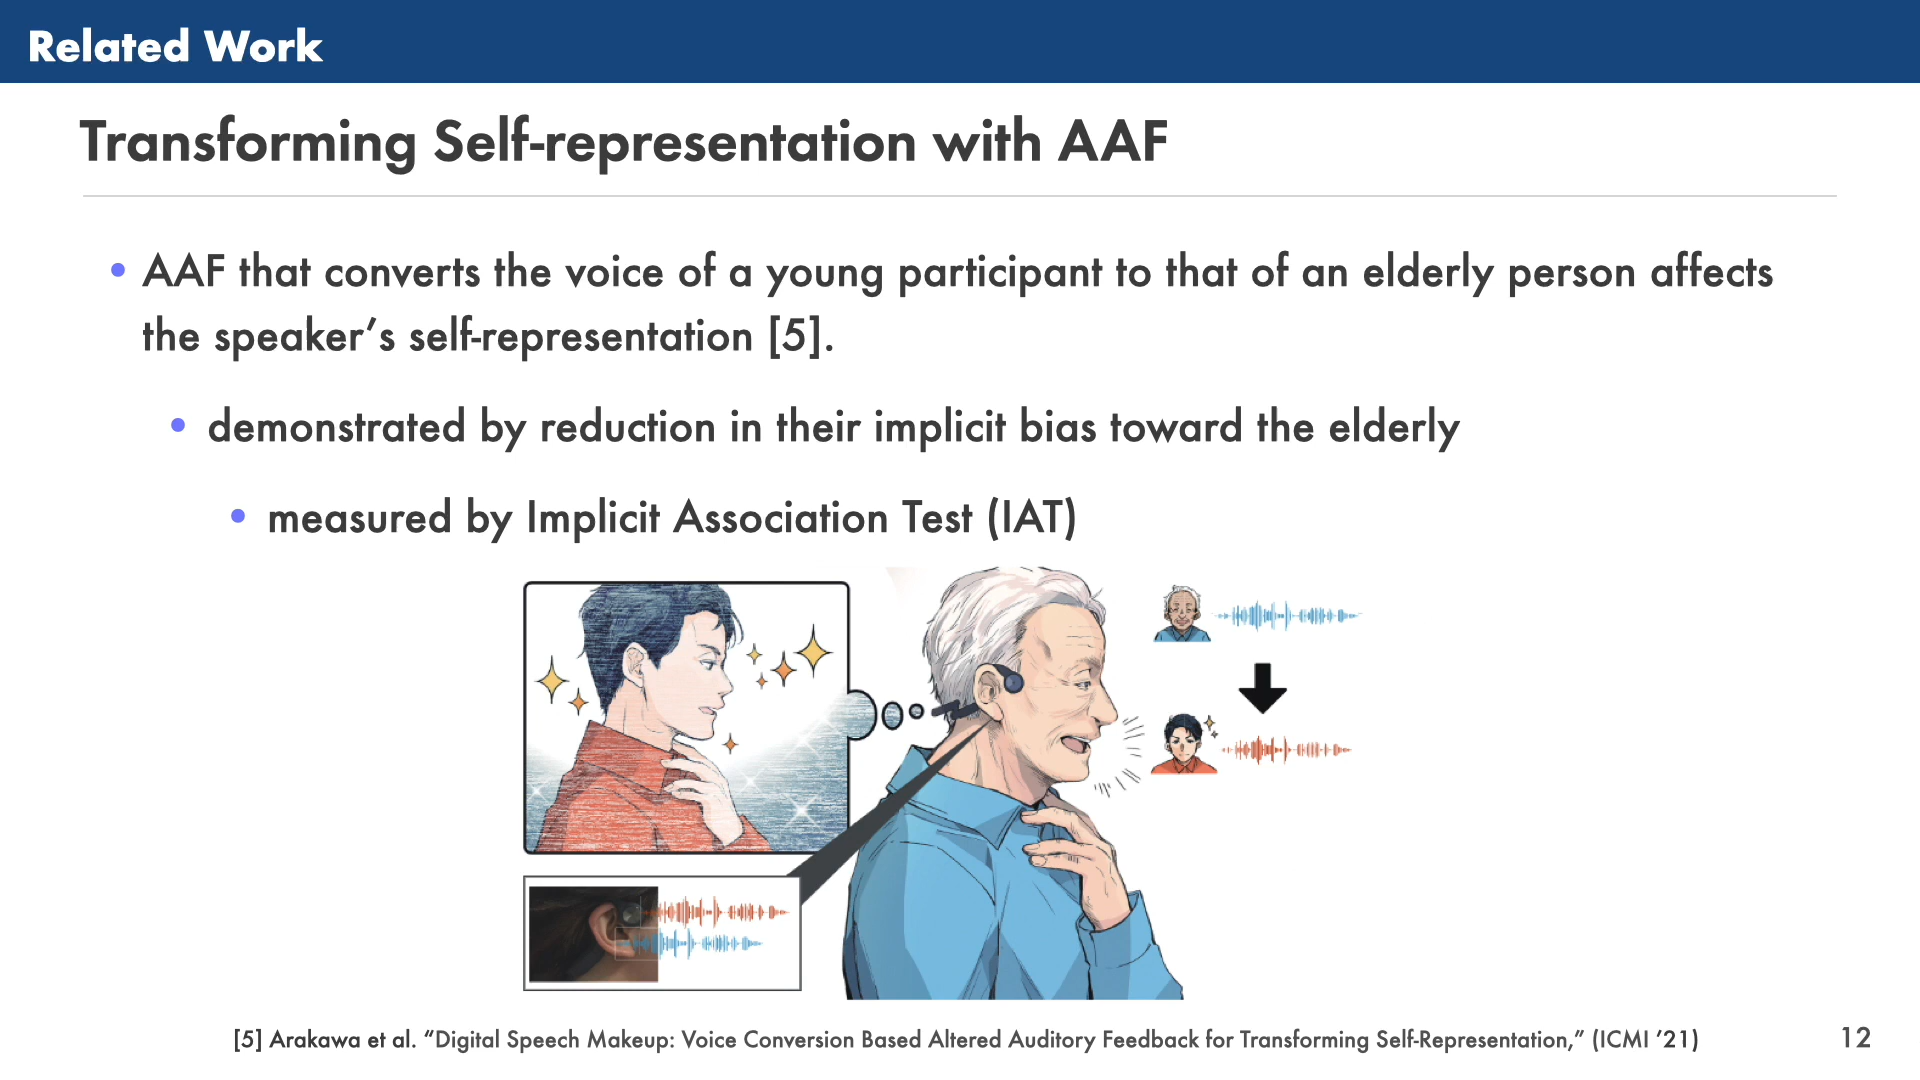 Related Work
Transforming Self-representation with AAF
• AAF that converts the voice of a young participant to that of an elderly person affects
the speaker’s self-representation [5].
• demonstrated by reduction in their implicit bias toward the elderly
• measured by Implicit Association Test (IAT)
[5] Arakawa et al. “Digital Speech Makeup: Voice Conversion Based Altered Auditory Feedback for Transforming Self-Representation,” (ICMI ’21)
12